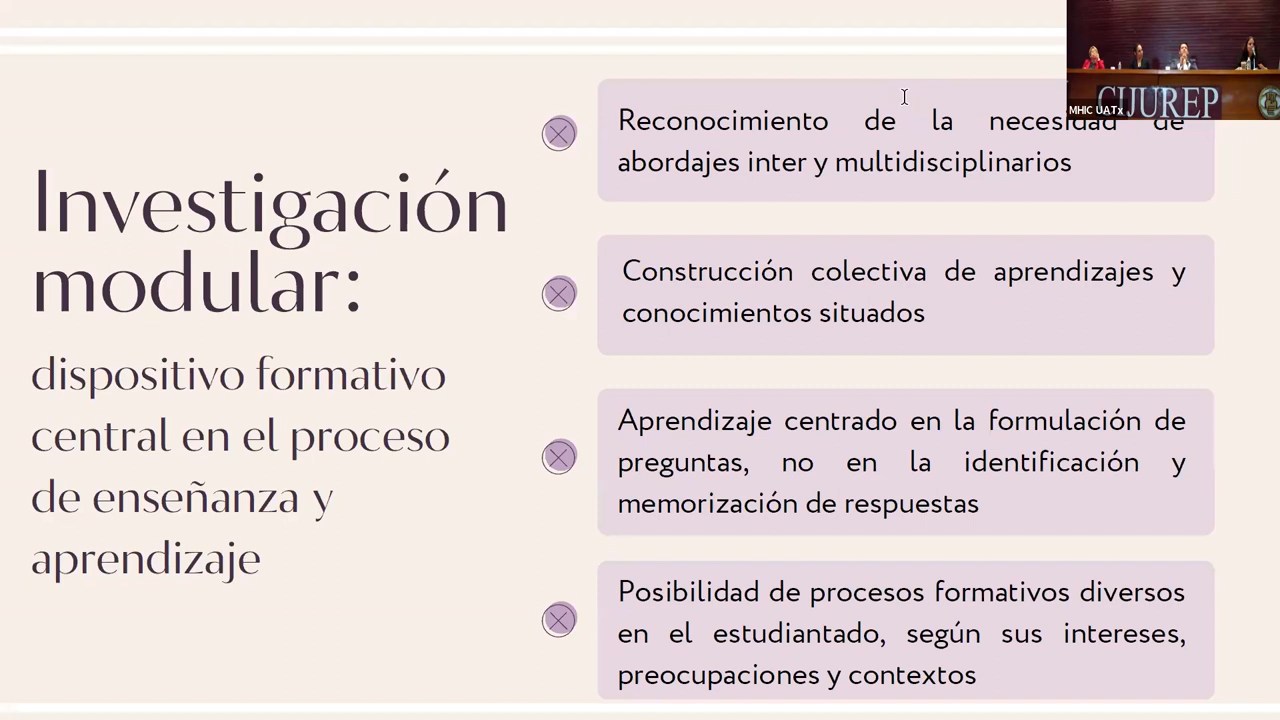 Investigación
modular:
dispositivo formativo
central en el proceso
de enseñanza y
aprendizaje
Reconocimiento de la necesidad de
abordajes inter y multidisciplinarios
Construcción colectiva de aprendizajes y
conocimientos situados
Aprendizaje centrado en la formulación de
preguntas, no en la identificación y
memorización de respuestas
Posibilidad de procesos formativos diversos
en el estudiantado, según sus intereses,
preocupaciones y contextos
CIJUREP
MHIC UATx